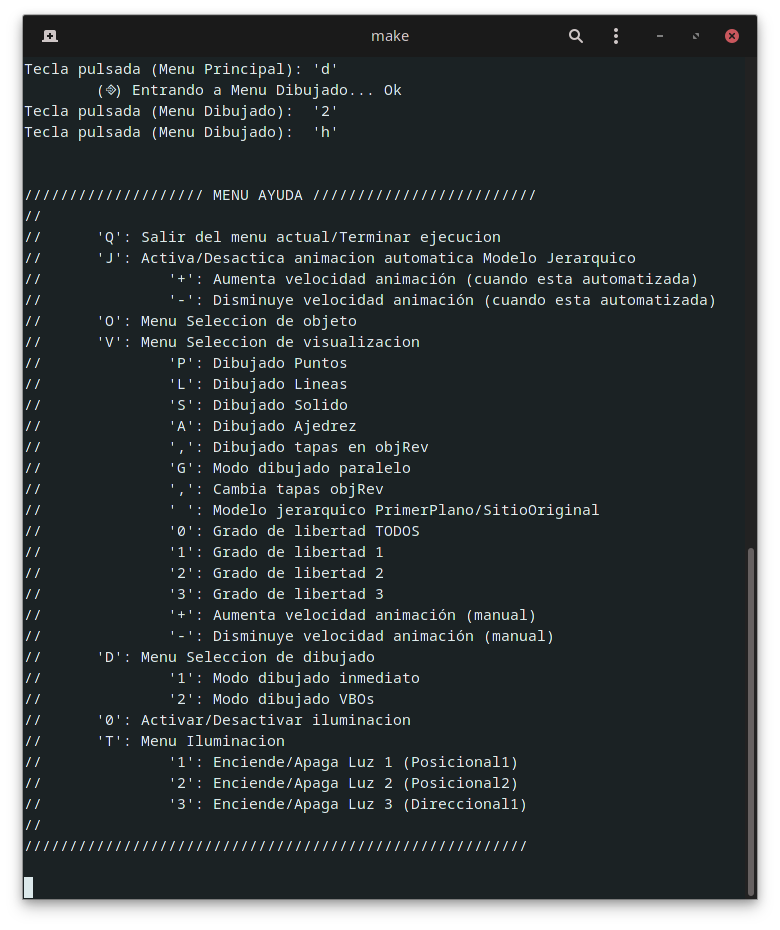 make
Tecla pulsada (Menu Principal): 'd'
(⎆) Entrando a Menu Dibujado... Ok
Tecla pulsada (Menu Dibujado):  '2'
Tecla pulsada (Menu Dibujado):  'h'
//////////////////// MENU AYUDA /////////////////////////
//
//      'Q': Salir del menu actual/Terminar ejecucion
//      'J': Activa/Desactica animacion automatica Modelo Jerarquico
//              '+': Aumenta velocidad animación (cuando esta automatizada)
//              '-': Disminuye velocidad animación (cuando esta automatizada)
//      'O': Menu Seleccion de objeto
//      'V': Menu Seleccion de visualizacion
//              'P': Dibujado Puntos
//              'L': Dibujado Lineas
//              'S': Dibujado Solido
//              'A': Dibujado Ajedrez
//              ',': Dibujado tapas en objRev
//              'G': Modo dibujado paralelo
//              ',': Cambia tapas objRev
//              ' ': Modelo jerarquico PrimerPlano/SitioOriginal
//              '0': Grado de libertad TODOS
//              '1': Grado de libertad 1
//              '2': Grado de libertad 2
//              '3': Grado de libertad 3
//              '+': Aumenta velocidad animación (manual)
//              '-': Disminuye velocidad animación (manual)
//      'D': Menu Seleccion de dibujado
//              '1': Modo dibujado inmediato
//              '2': Modo dibujado VBOs
//      '0': Activar/Desactivar iluminacion
//      'T': Menu Iluminacion
//              '1': Enciende/Apaga Luz 1 (Posicional1)
//              '2': Enciende/Apaga Luz 2 (Posicional2)
//              '3': Enciende/Apaga Luz 3 (Direccional1)
//
////////////////////////////////////////////////////////